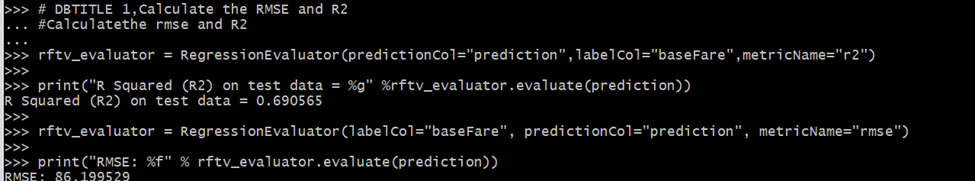 >>> # DBTITLE 1,Calculate the RMSE and R2
... #Calculatethe rmse and R2
...
>>> rftv_evaluator = RegressionEvaluator(predictionCol="prediction",labelCol="baseFare",metricName="r2")
>>>
>>> print("R Squared (R2) on test data = %g" %rftv_evaluator.evaluate(prediction))
R Squared (R2) on test data = 0.690565
>>>
>>> rftv_evaluator = RegressionEvaluator(labelCol="baseFare", predictionCol="prediction", metricName="rmse")
>>>
>>> print("RMSE: %f" % rftv_evaluator.evaluate(prediction))
RMSE: 86.199529